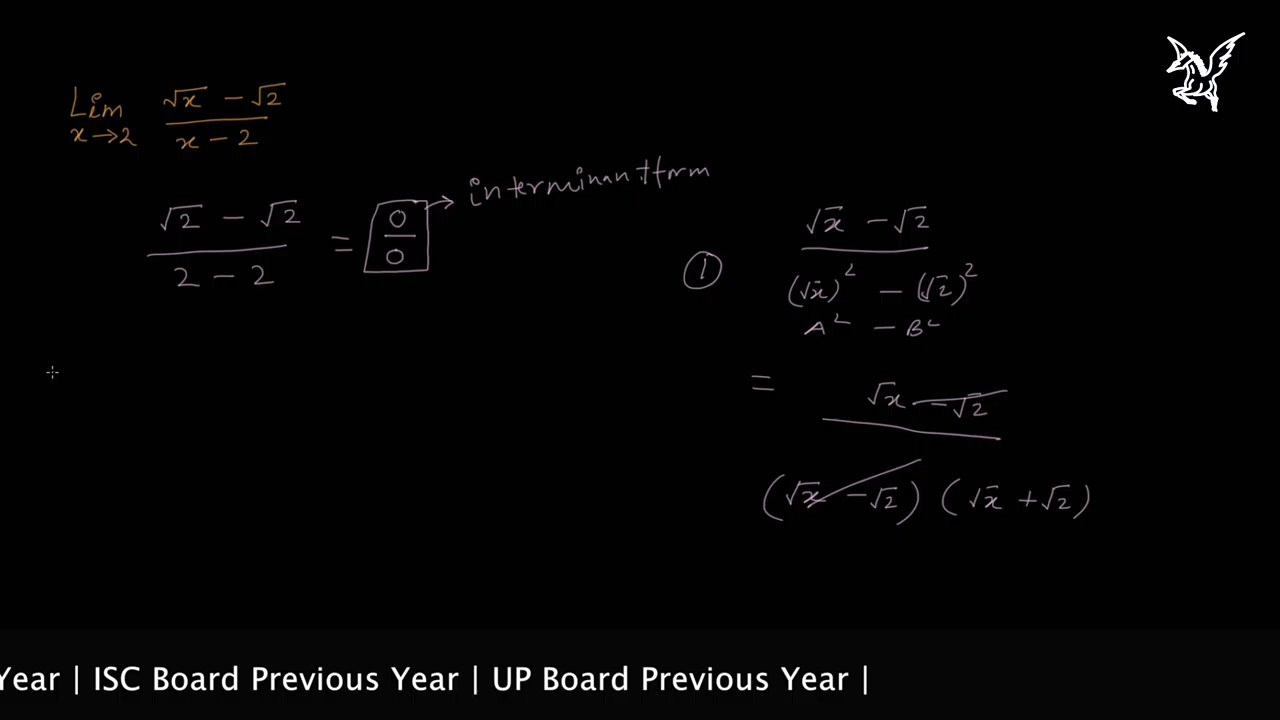 Lim x→2 (√x − √2)/(x − 2)
(√2 − √2)/(2 − 2) = 0/0 → interminant form
① (√x − √2)/((√x)² − (√2)²)
A² − B²
= (√x − √2)/((√x − √2)(√x + √2))
Year | ISC Board Previous Year | UP Board Previous Year |